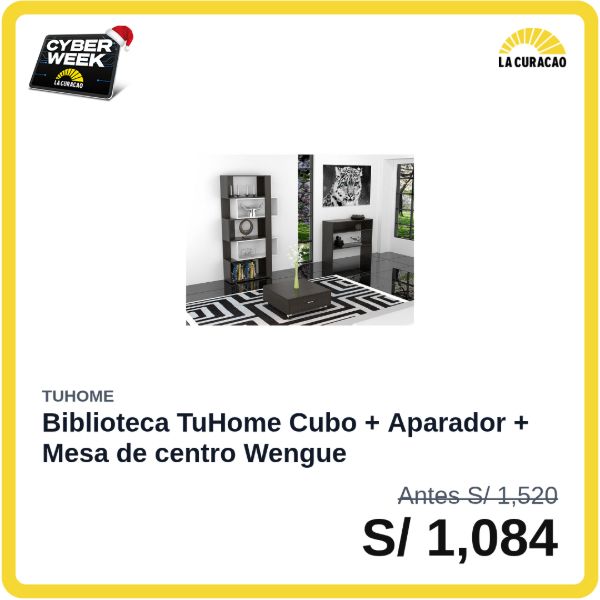 CYBER
WEEK
LA CURACAO
LA CURACAO
TUHOME
Biblioteca TuHome Cubo + Aparador +
Mesa de centro Wengue
Antes S/ 1,520
S/ 1,084